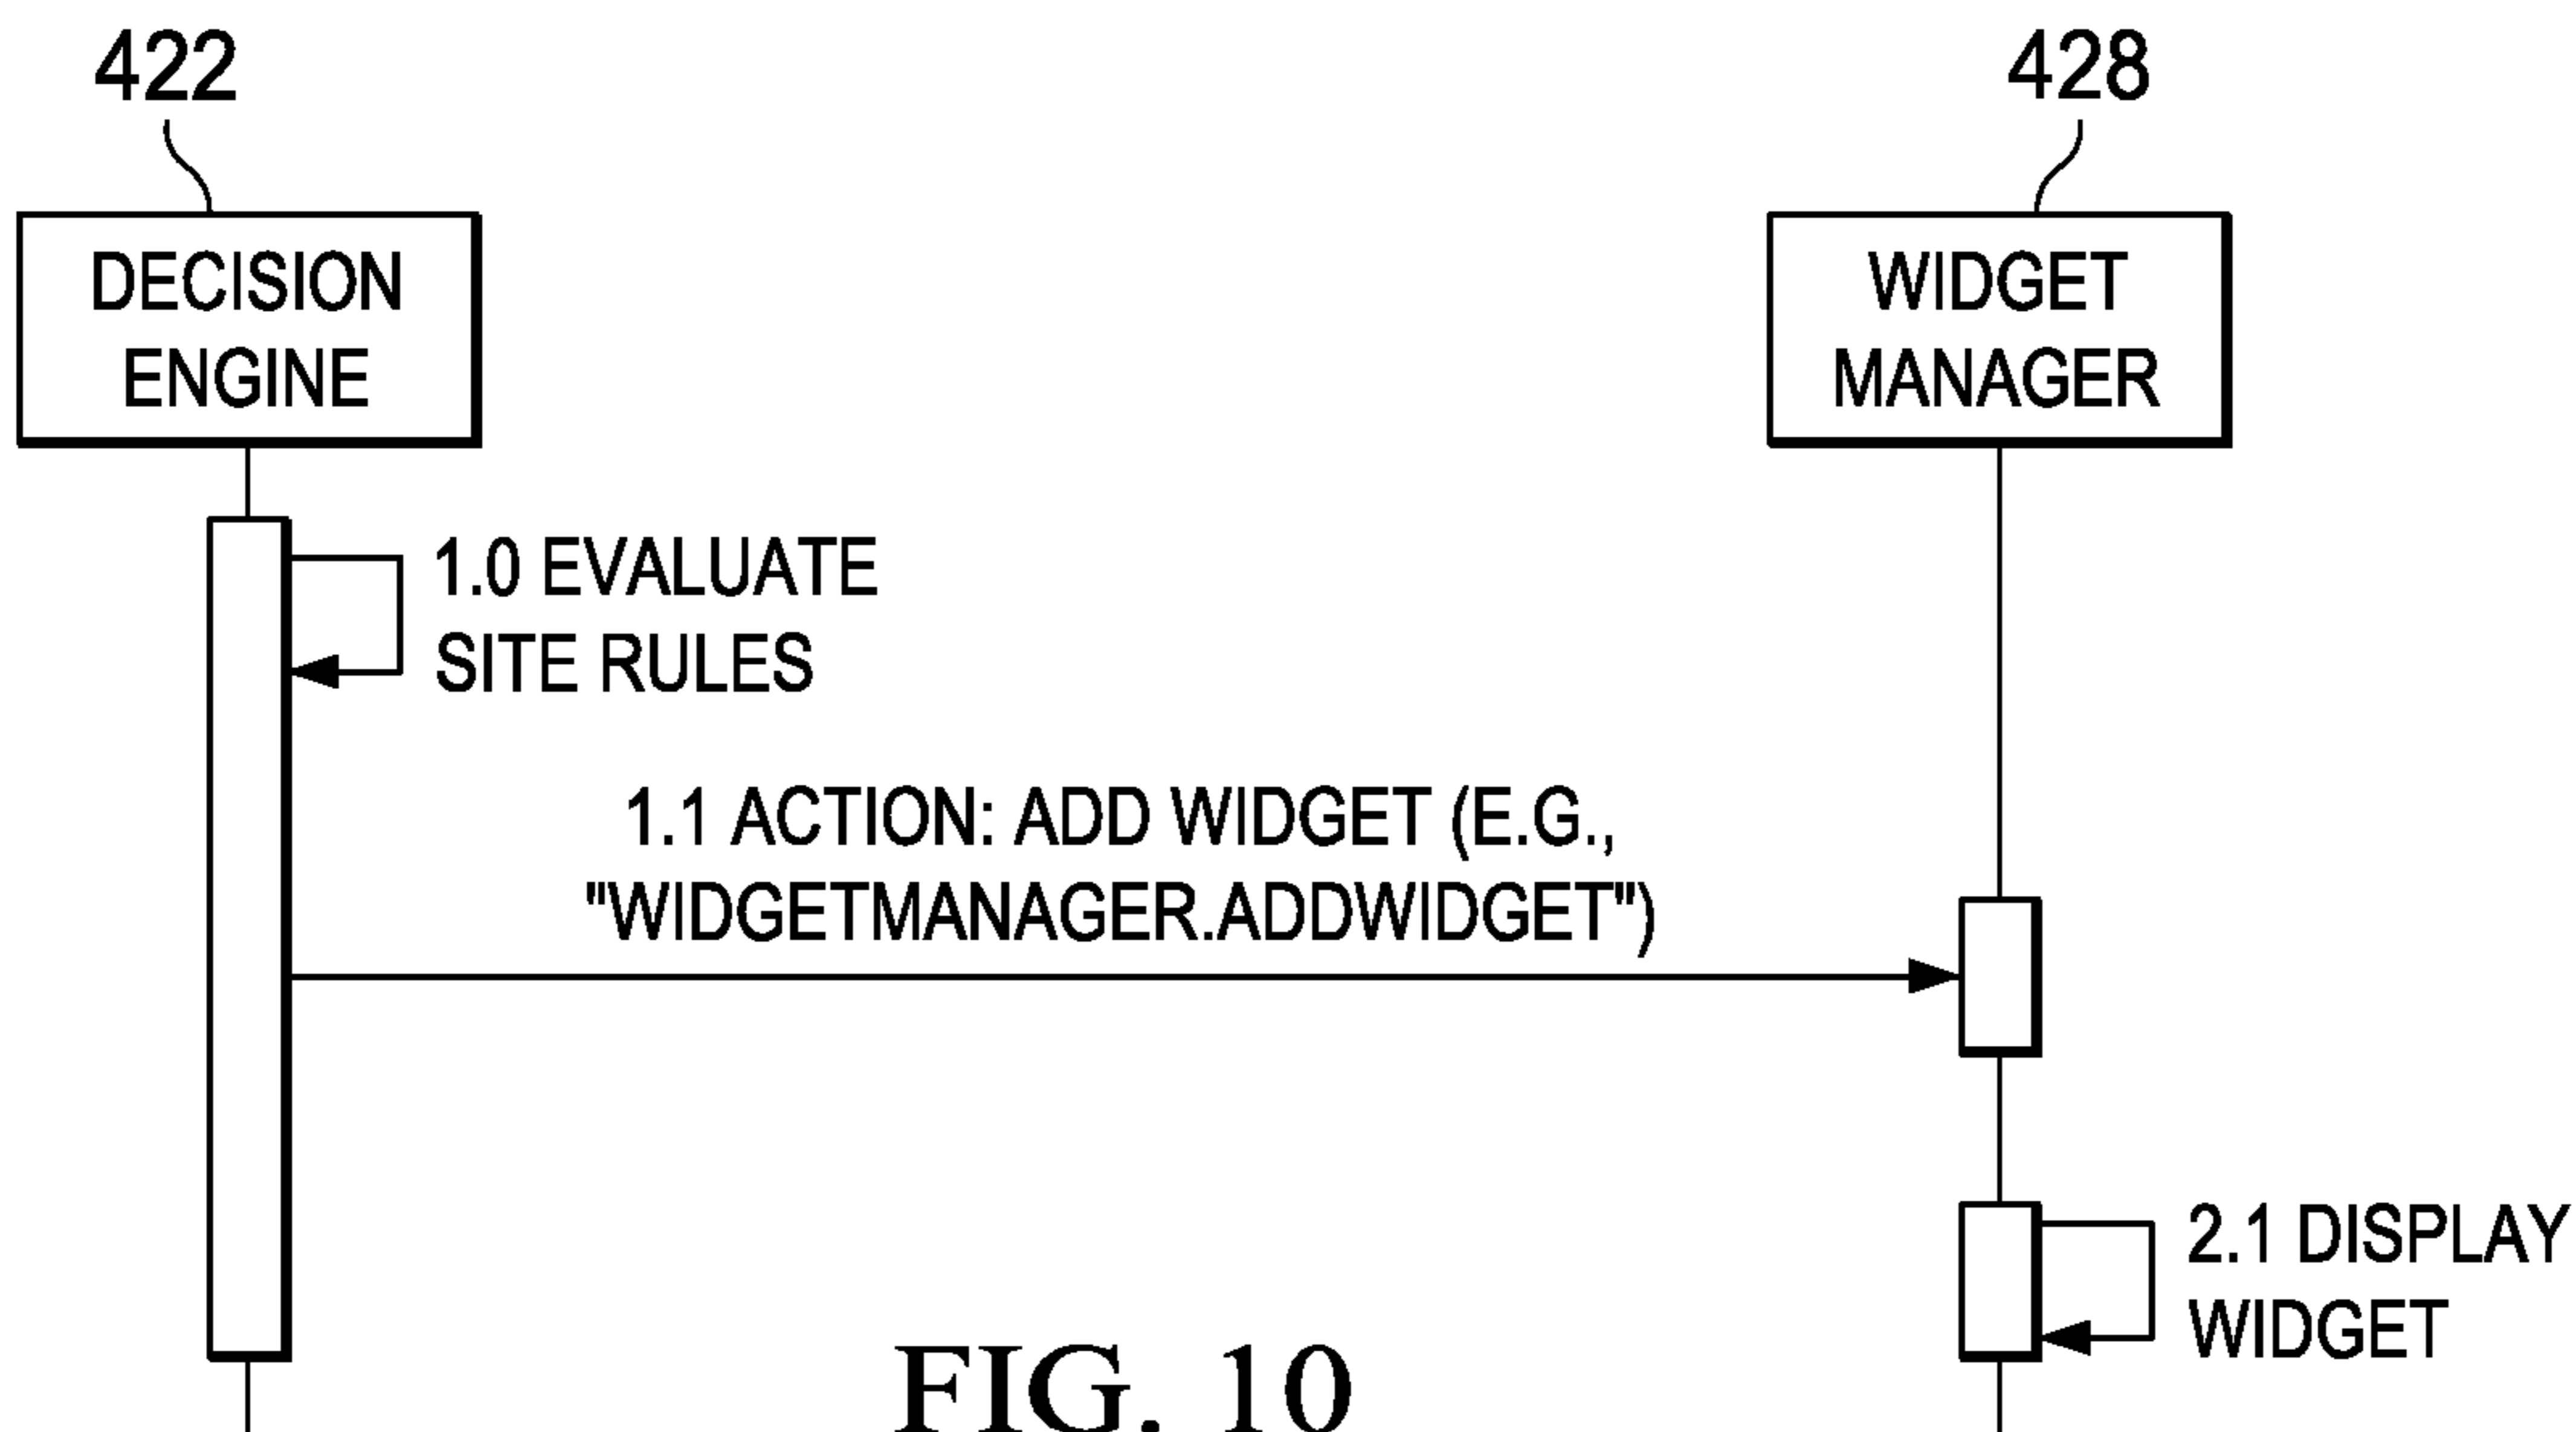 422
428
DECISION
ENGINE
WIDGET
MANAGER
1.0 EVALUATE
SITE RULES
1.1 ACTION: ADD WIDGET (E.G.,
"WIDGETMANAGER.ADDWIDGET")
2.1 DISPLAY
WIDGET
FIG. 10